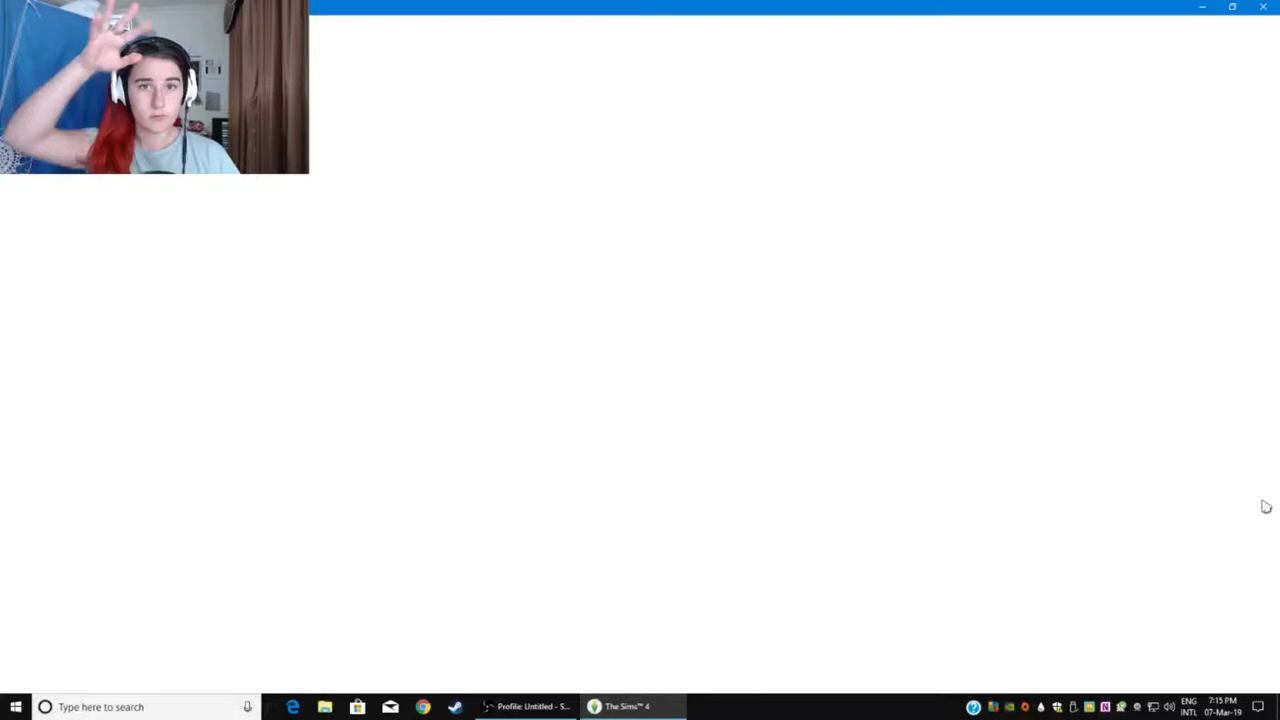 Type here to search
Profile: Untitled - S...
The Sims™ 4
ENG
INTL
7:15 PM
07-Mar-19